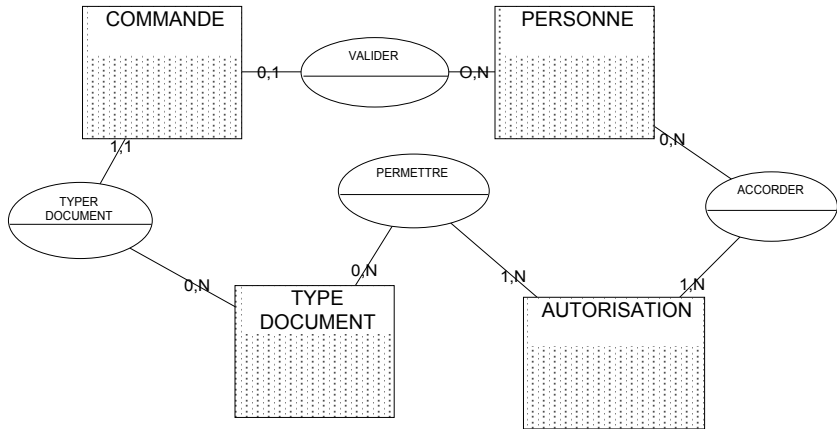 COMMANDE
PERSONNE
VALIDER
0,1
O,N
1,1
0,N
PERMETTRE
TYPER
DOCUMENT
ACCORDER
0,N
0,N
1,N
1,N
TYPE
DOCUMENT
AUTORISATION